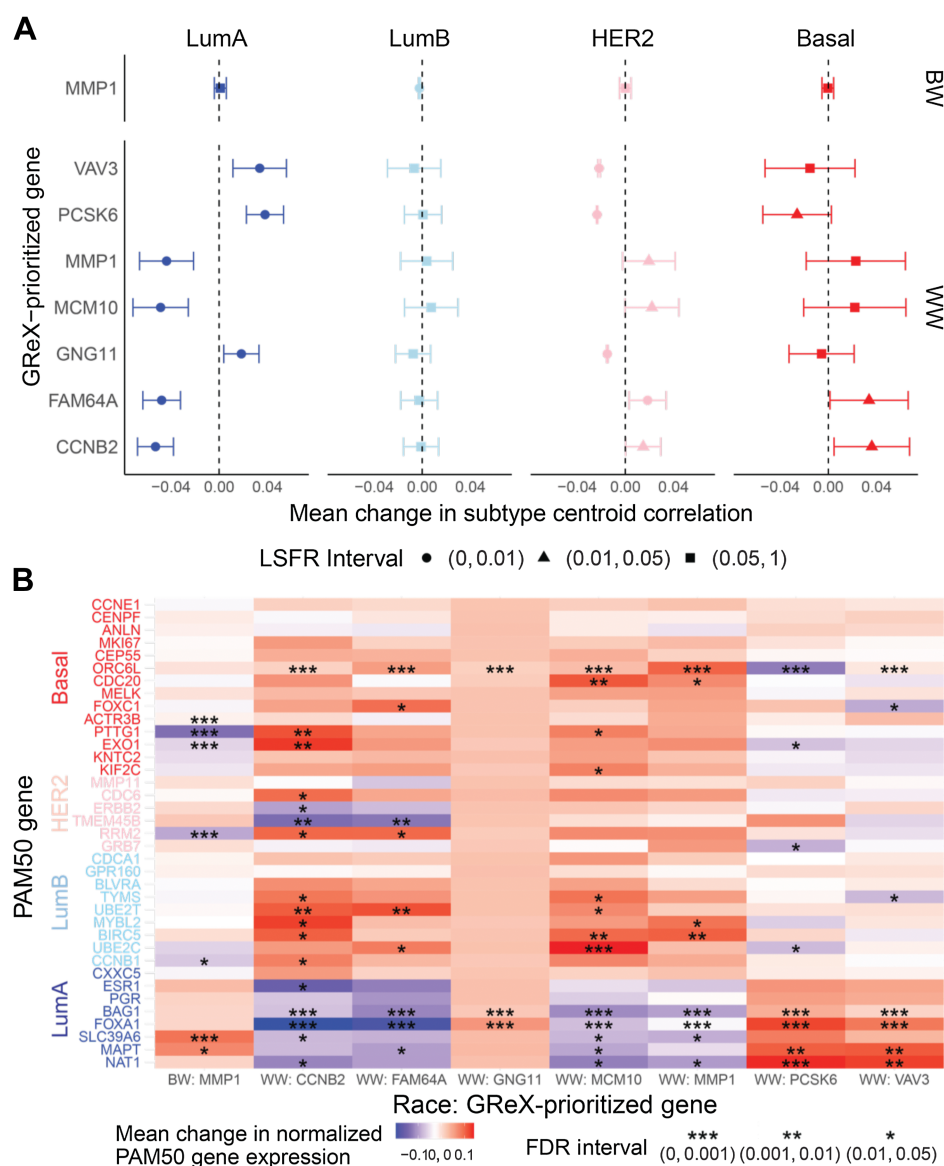 A
LumA LumB HER2 Basal
MMP1
BW
GReX−prioritized gene
VAV3
PCSK6
MMP1
MCM10
GNG11
FAM64A
CCNB2
WW
−0.04 0.00 0.04 −0.04 0.00 0.04 −0.04 0.00 0.04 −0.04 0.00 0.04
Mean change in subtype centroid correlation
LSFR Interval (0, 0.01) (0.01, 0.05) (0.05, 1)
B
PAM50 gene
Basal
HER2
LumB
LumA
CCNE1
CENPF
ANLN
MKI67
CEP55
ORC6L *** *** *** *** *** *** ***
CDC20 ** *
MELK
FOXC1 * *
ACTR3B ***
PTTG1 *** ** *
EXO1 *** ** *
KNTC2
KIF2C *
MMP11
CDC6 *
ERBB2 *
TMEM45B ** **
RRM2 *** * *
GRB7 *
CDCA1
GPR160
BLVRA
TYMS * * *
UBE2T ** ** *
MYBL2 * *
BIRC5 * ** **
UBE2C * *** *
CCNB1 * *
CXXC5
ESR1 *
PGR
BAG1 *** *** *** *** *** *** ***
FOXA1 *** *** *** *** *** *** ***
SLC39A6 *** * * *
MAPT * * * ** **
NAT1 * * * *** **
BW: MMP1 WW: CCNB2 WW: FAM64A WW: GNG11 WW: MCM10 WW: MMP1 WW: PCSK6 WW: VAV3
Race: GReX-prioritized gene
Mean change in normalized
PAM50 gene expression
−0.10, 0 0.1
FDR interval
*** ** *
(0, 0.001) (0.001, 0.01) (0.01, 0.05)